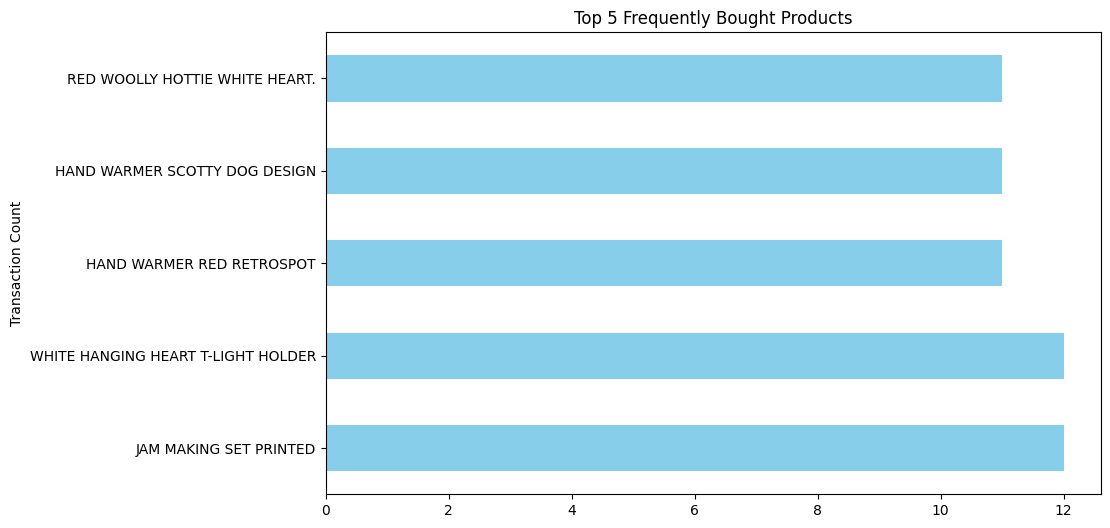 Top 5 Frequently Bought Products
RED WOOLLY HOTTIE WHITE HEART.
HAND WARMER SCOTTY DOG DESIGN
HAND WARMER RED RETROSPOT
WHITE HANGING HEART T-LIGHT HOLDER
JAM MAKING SET PRINTED
Transaction Count
0 2 4 6 8 10 12